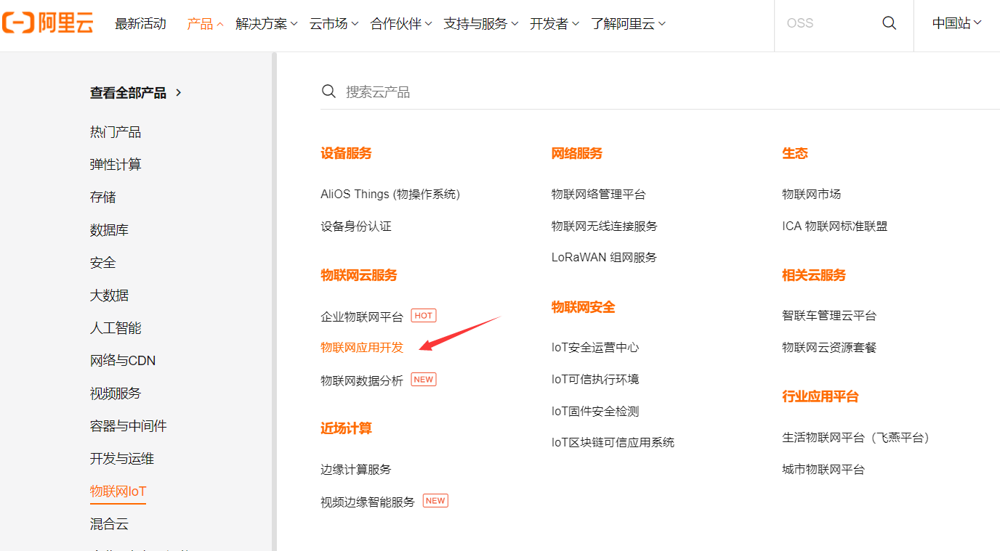 阿里云
最新活动 产品 解决方案 云市场 合作伙伴 支持与服务 开发者 了解阿里云 OSS 中国站
查看全部产品
热门产品
弹性计算
存储
数据库
安全
大数据
人工智能
网络与CDN
视频服务
容器与中间件
开发与运维
物联网IoT
混合云
搜索云产品
设备服务
AliOS Things (物操作系统)
设备身份认证
物联网云服务
企业物联网平台 HOT
物联网应用开发
物联网数据分析 NEW
近场计算
边缘计算服务
视频边缘智能服务 NEW
网络服务
物联网络管理平台
物联网无线连接服务
LoRaWAN 组网服务
物联网安全
IoT安全运营中心
IoT可信执行环境
IoT固件安全检测
IoT区块链可信应用系统
生态
物联网市场
ICA 物联网标准联盟
相关云服务
智联车管理云平台
物联网云资源套餐
行业应用平台
生活物联网平台（飞燕平台）
城市物联网平台